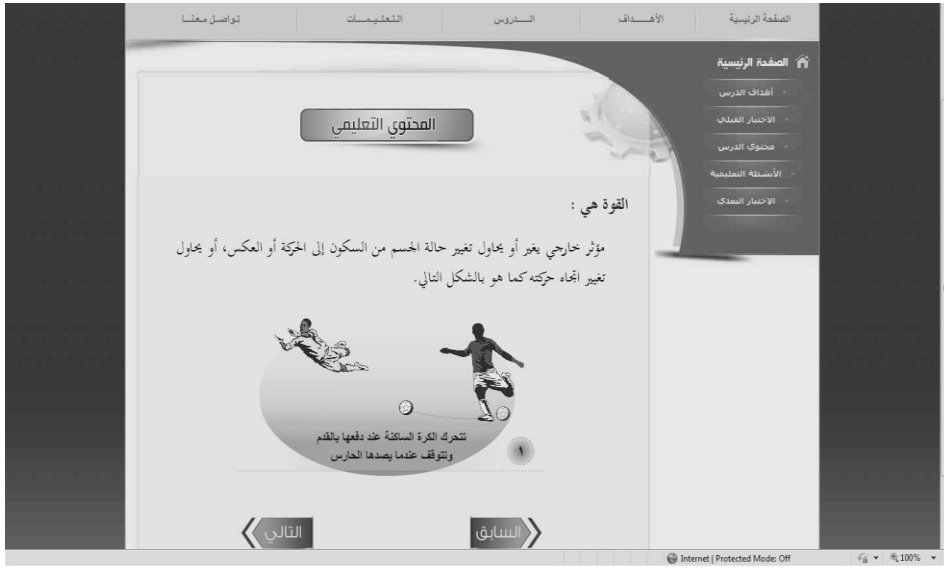 الصفحة الرئيسية
الأهـــداف
الـــدروس
التعليـمـــات
تواصل معنــا
الصفحة الرئيسية
أهداف الدرس
الاختبار القبلي
محتوى الدرس
الأنشطة التعليمية
الاختبار البعدي
المحتوي التعليمي
القوة هي :
مؤثر خارجي يغير أو يحاول تغيير حالة الجسم من السكون إلى الحركة أو العكس، أو يحاول
تغيير اتجاه حركته كما هو بالشكل التالي.
تتحرك الكرة الساكنة عند دفعها بالقدم
وتتوقف عندما يصدها الحارس
١
السابق
التالي
Internet | Protected Mode: Off
100%